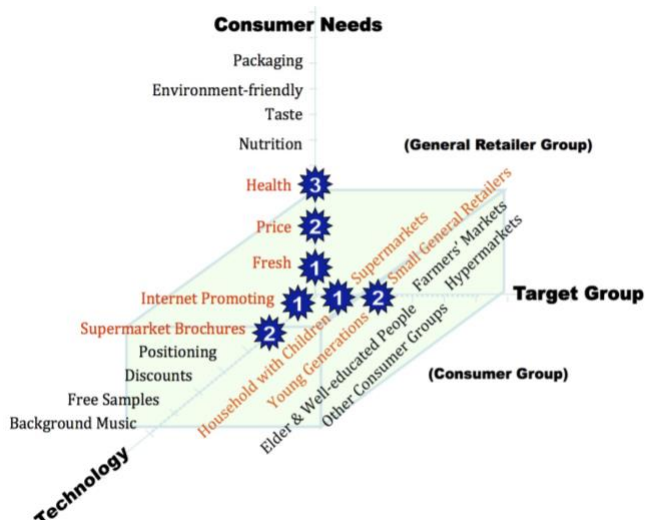 Consumer Needs
Packaging
Environment-friendly
Taste
Nutrition
(General Retailer Group)
Health
3
Price
2
Fresh
1
Supermarkets
Small General Retailers
Farmers' Markets
Hypermarkets
Internet Promoting
1
1
2
Target Group
Supermarket Brochures
2
Positioning
Discounts
Free Samples
Background Music
Household with Children
Young Generations
Elder & Well-educated People
Other Consumer Groups
(Consumer Group)
Technology